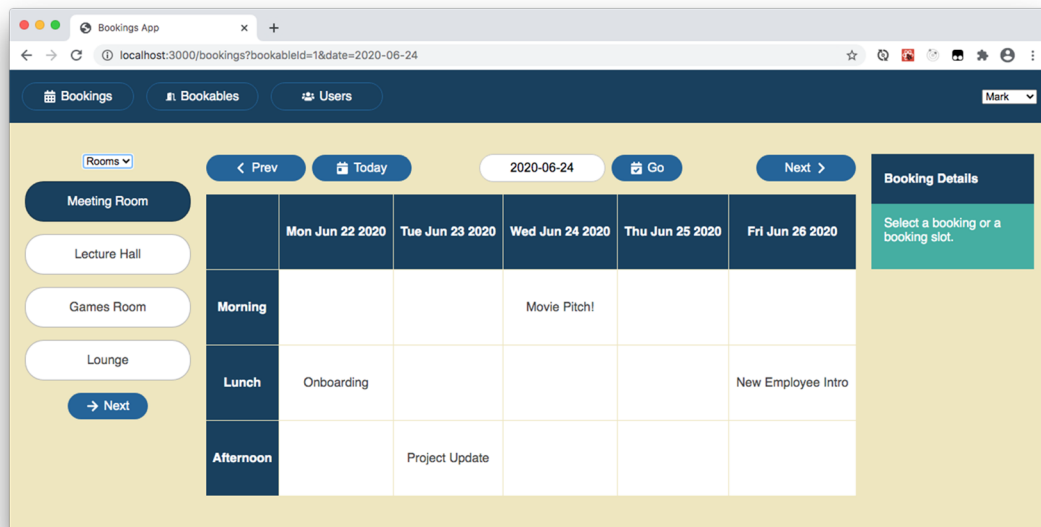 Bookings App
localhost:3000/bookings?bookableId=1&date=2020-06-24
Bookings
Bookables
Users
Mark
Rooms
Meeting Room
Lecture Hall
Games Room
Lounge
Next
Prev
Today
2020-06-24
Go
Next
Mon Jun 22 2020
Tue Jun 23 2020
Wed Jun 24 2020
Thu Jun 25 2020
Fri Jun 26 2020
Morning
Movie Pitch!
Lunch
Onboarding
New Employee Intro
Afternoon
Project Update
Booking Details
Select a booking or a
booking slot.